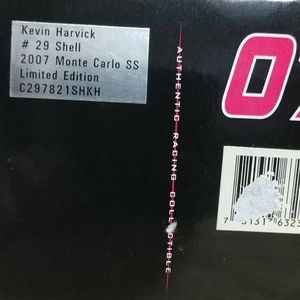 Kevin Harvick
# 29 Shell
2007 Monte Carlo SS
Limited Edition
C297821SHKH
AUTHENTIC RACING COLLECTIBLE
07